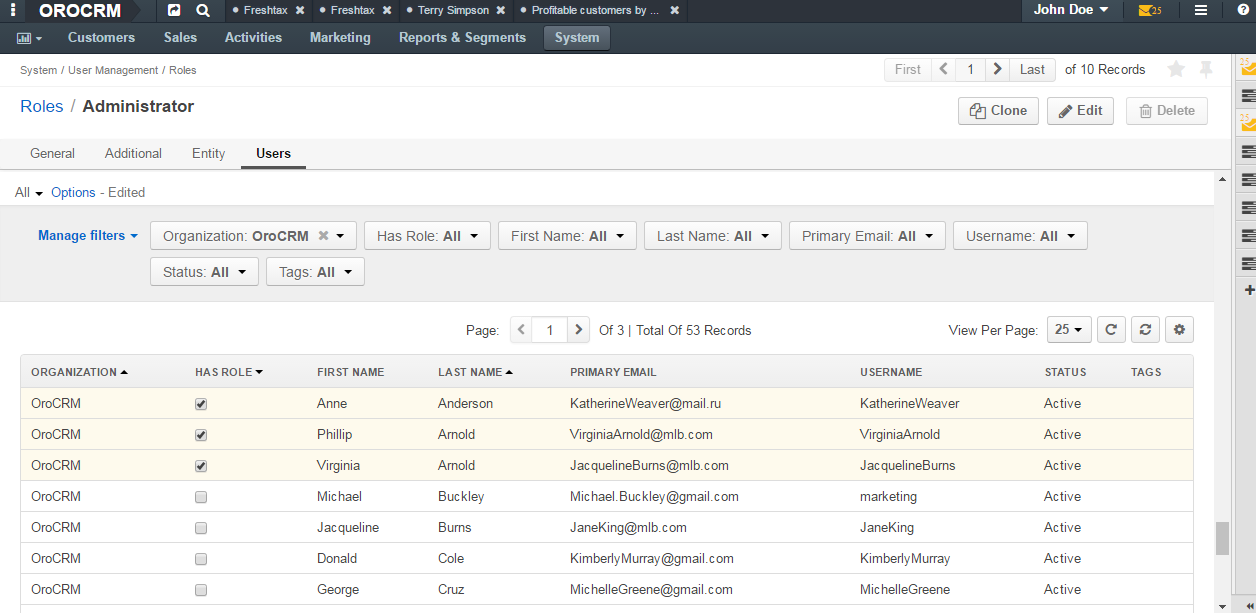 OROCRM Freshtax Freshtax Terry Simpson Profitable customers by ... John Doe 25
Customers Sales Activities Marketing Reports & Segments System
System / User Management / Roles First 1 Last of 10 Records 25
Roles / Administrator Clone Edit Delete
25
General Additional Entity Users
All Options - Edited
Manage filters Organization: OroCRM Has Role: All First Name: All Last Name: All Primary Email: All Username: All
Status: All Tags: All
Page: 1 Of 3 | Total Of 53 Records View Per Page: 25
ORGANIZATION HAS ROLE FIRST NAME LAST NAME PRIMARY EMAIL USERNAME STATUS TAGS
OroCRM Anne Anderson KatherineWeaver@mail.ru KatherineWeaver Active
OroCRM Phillip Arnold VirginiaArnold@mlb.com VirginiaArnold Active
OroCRM Virginia Arnold JacquelineBurns@mlb.com JacquelineBurns Active
OroCRM Michael Buckley Michael.Buckley@gmail.com marketing Active
OroCRM Jacqueline Burns JaneKing@mlb.com JaneKing Active
OroCRM Donald Cole KimberlyMurray@gmail.com KimberlyMurray Active
OroCRM George Cruz MichelleGreene@gmail.com MichelleGreene Active